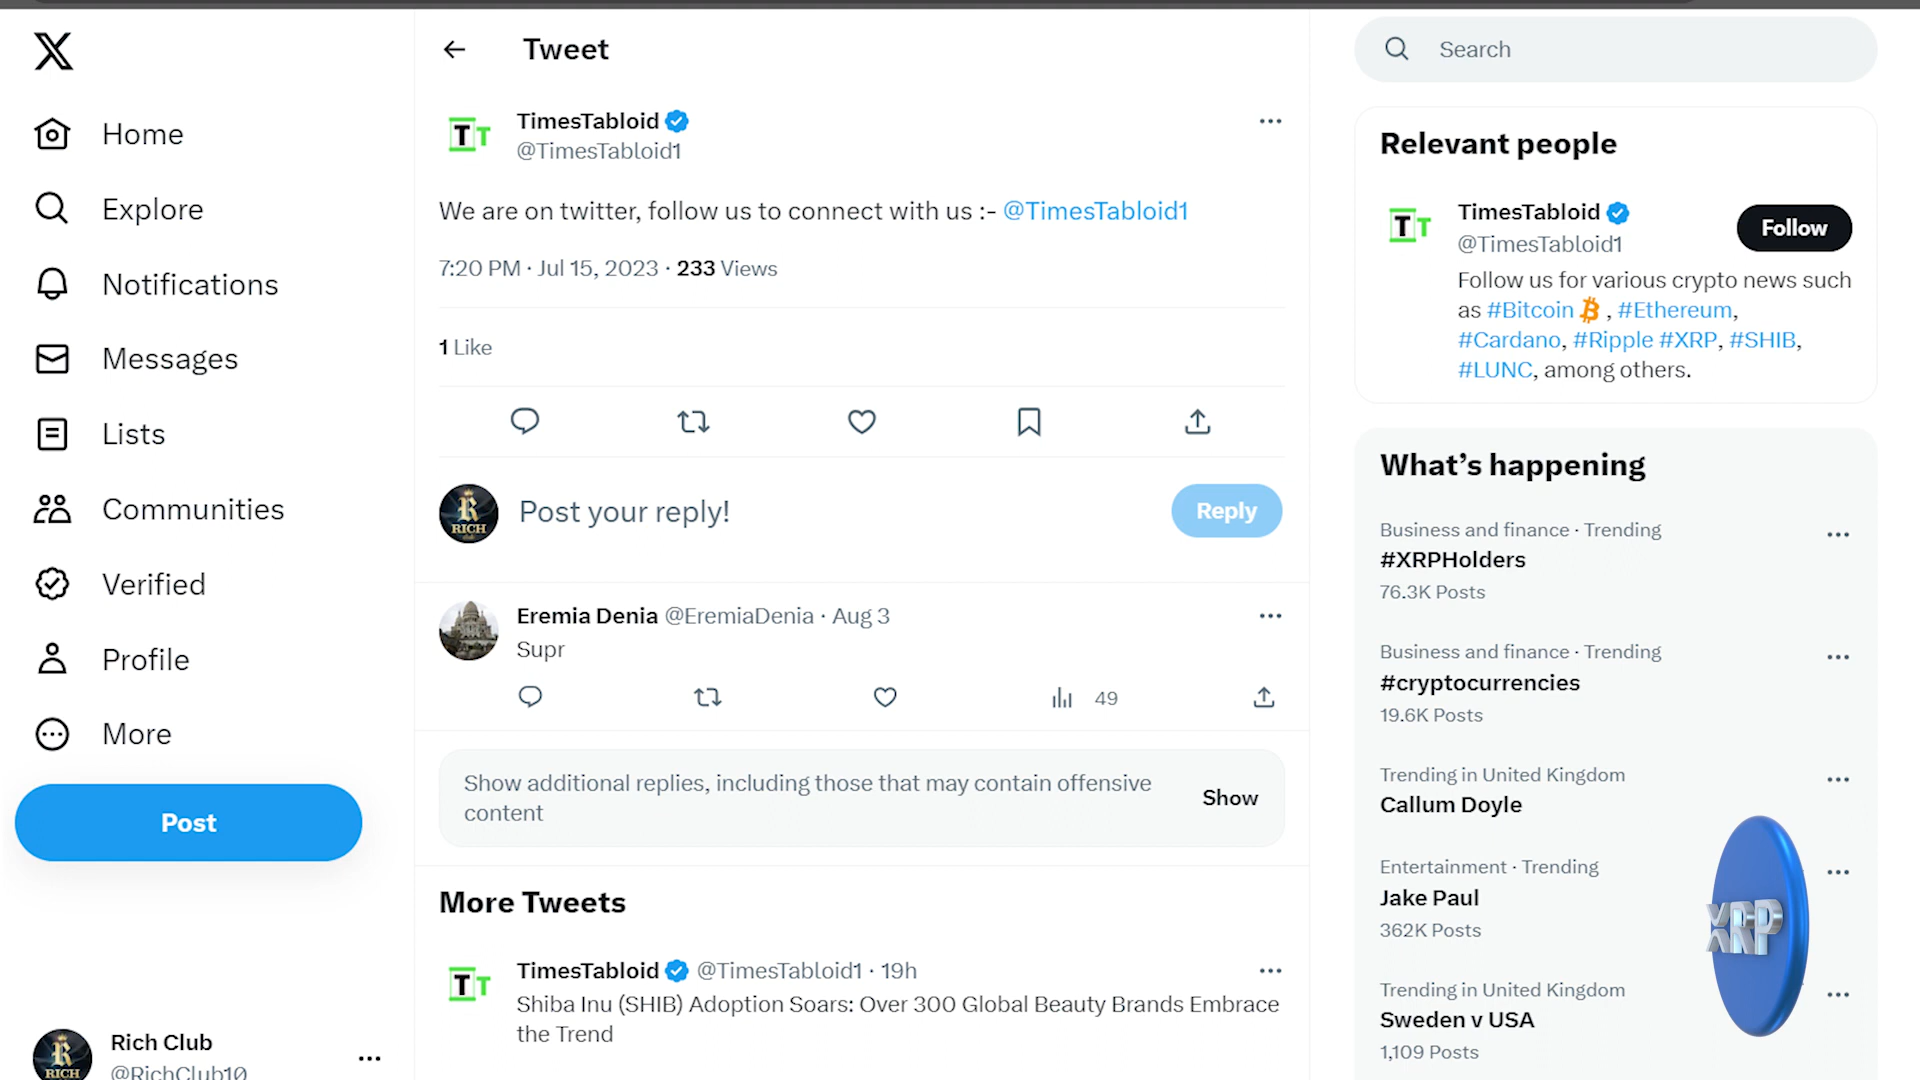 Home
Explore
Notifications
Messages
Lists
Communities
Verified
Profile
More
Post
R
RICH
Rich Club
@RichClub10
Tweet
TT
TimesTabloid
@TimesTabloid1
We are on twitter, follow us to connect with us :- @TimesTabloid1
7:20 PM · Jul 15, 2023 · 233 Views
1 Like
R
RICH
Post your reply!
Reply
Eremia Denia @EremiaDenia · Aug 3
Supr
49
Show additional replies, including those that may contain offensive
content
Show
More Tweets
TT
TimesTabloid @TimesTabloid1 · 19h
Shiba Inu (SHIB) Adoption Soars: Over 300 Global Beauty Brands Embrace
the Trend
Search
Relevant people
TT
TimesTabloid
@TimesTabloid1
Follow
Follow us for various crypto news such
as #Bitcoin , #Ethereum,
#Cardano, #Ripple #XRP, #SHIB,
#LUNC, among others.
What's happening
Business and finance · Trending
#XRPHolders
76.3K Posts
Business and finance · Trending
#cryptocurrencies
19.6K Posts
Trending in United Kingdom
Callum Doyle
Entertainment · Trending
Jake Paul
362K Posts
Trending in United Kingdom
Sweden v USA
1,109 Posts
XRP